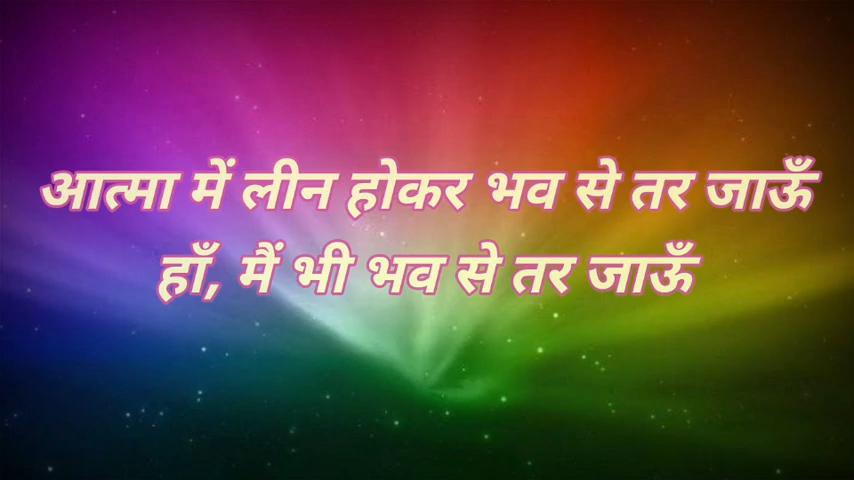 आत्मा में लीन होकर भव से तर जाऊँ
हाँ, मैं भी भव से तर जाऊँ